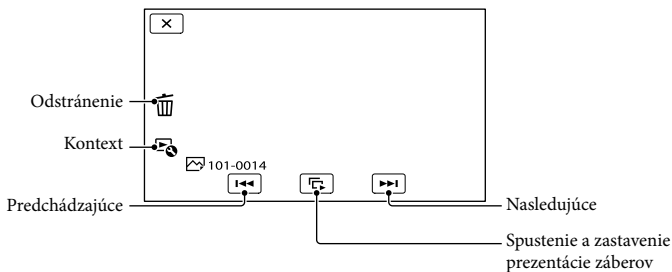 Odstránenie
Kontext
101-0014
Predchádzajúce
Nasledujúce
Spustenie a zastavenie
prezentácie záberov